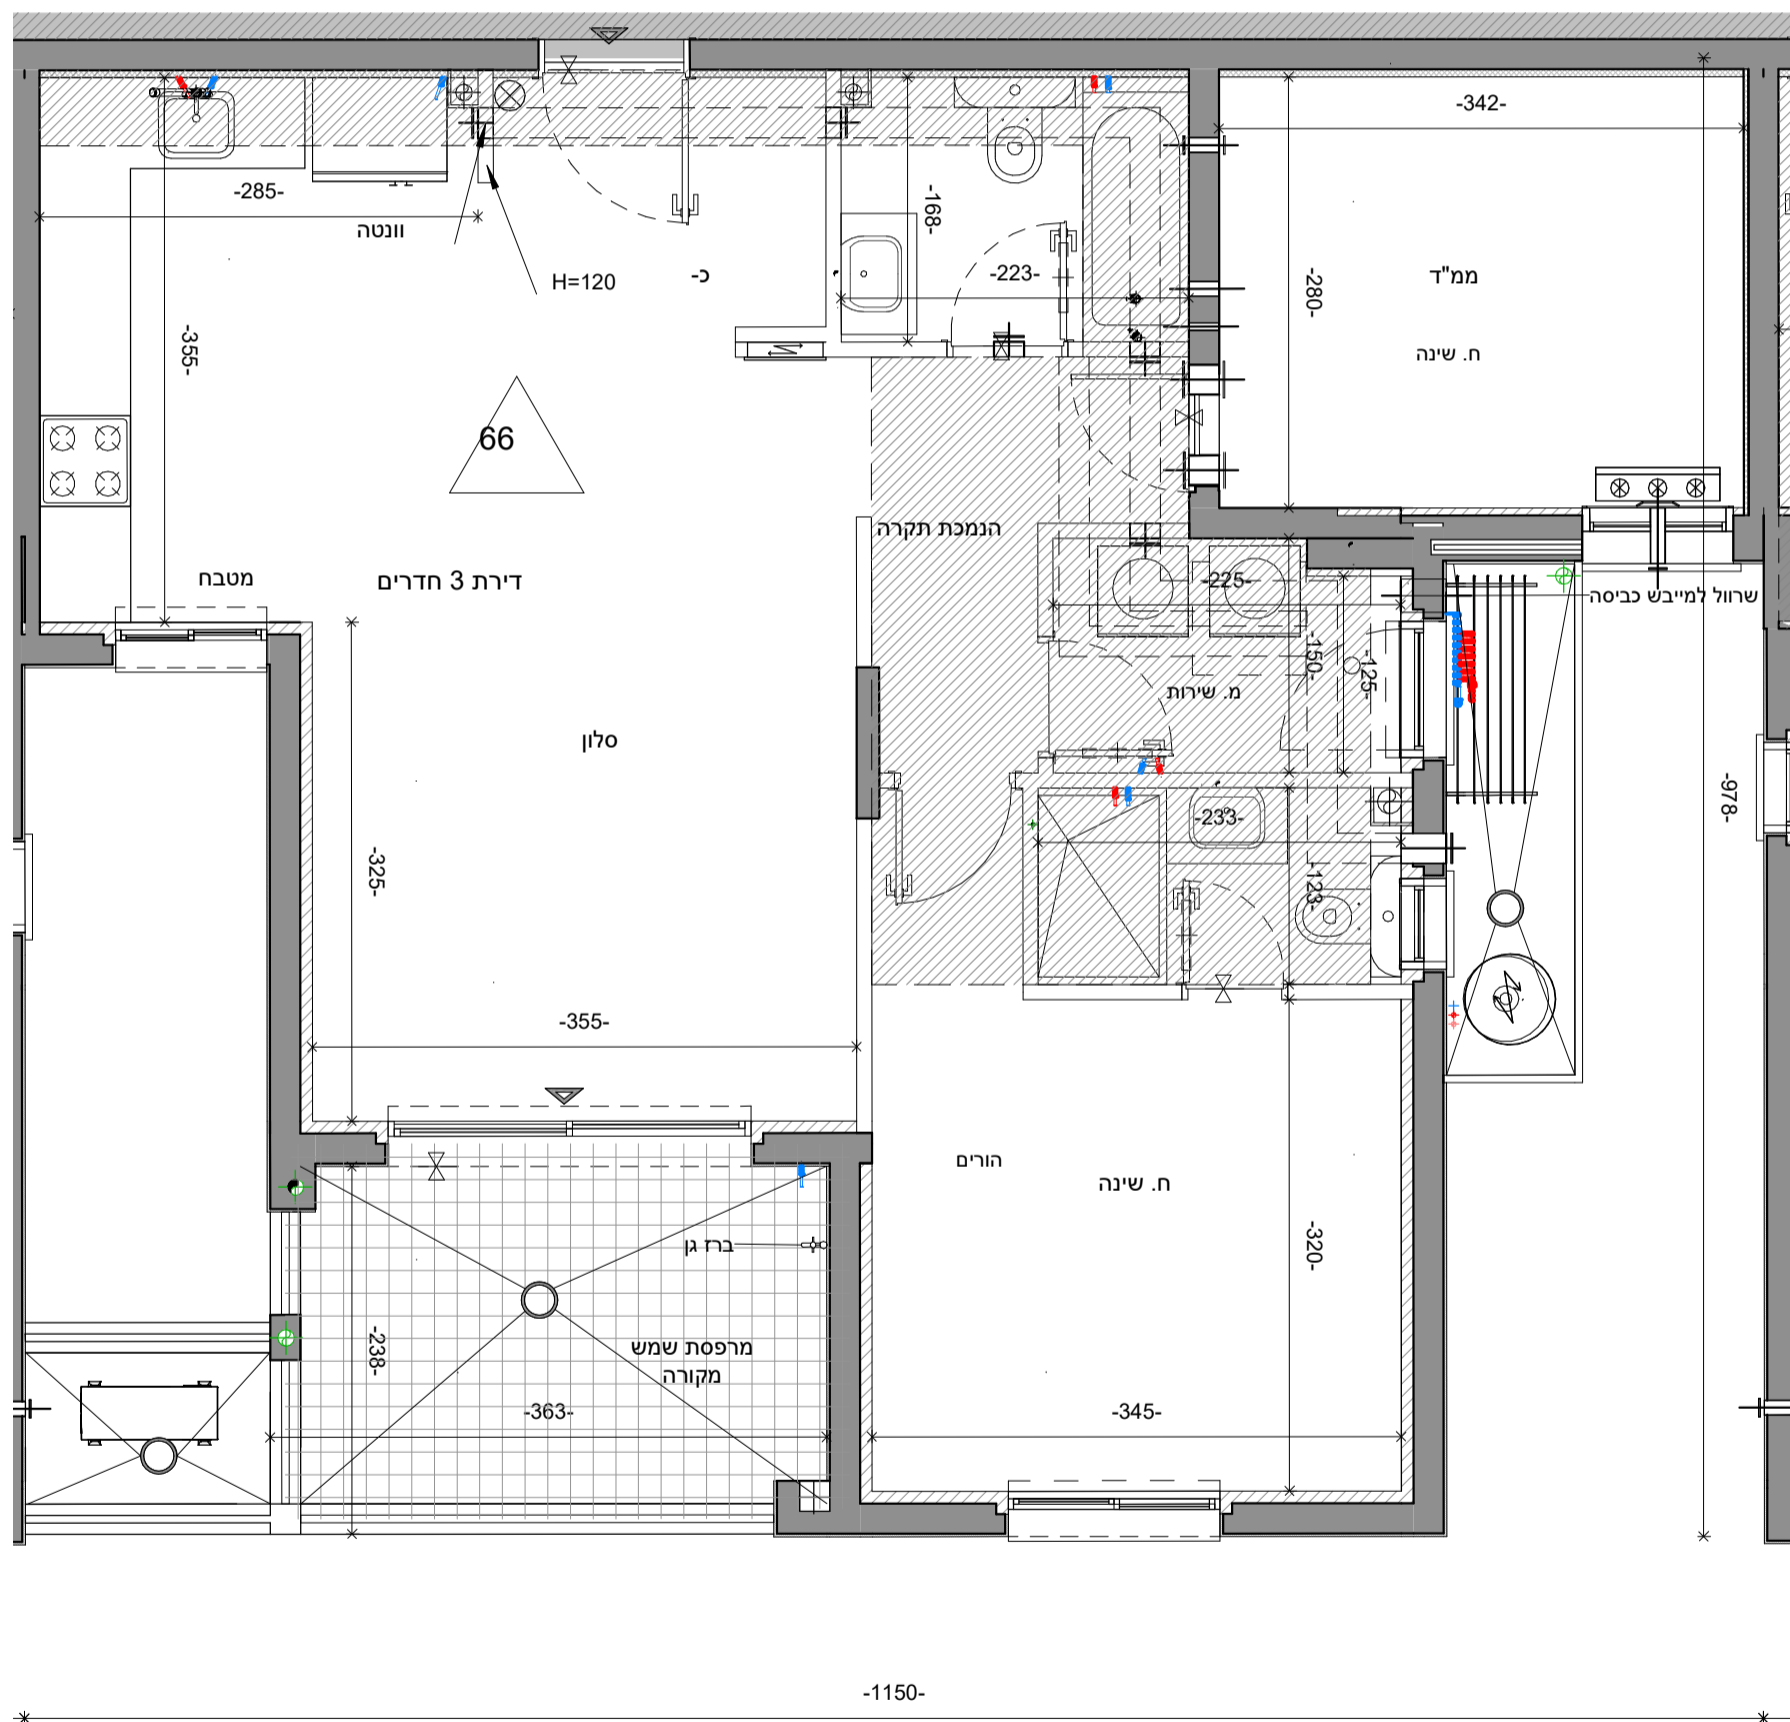 -342-
-285-
וונטה
-168-
-223-
H=120
כ-
-280-
ממ"ד
ח. שינה
-355-
66
הנמכת תקרה
מטבח
דירת 3 חדרים
-225-
שרוול למייבש כביסה
-150-
-125-
מ. שירות
סלון
-978-
-233-
-325-
-123-
-355-
הורים
ח. שינה
ברז גן
-320-
-238-
מרפסת שמש
מקורה
-363-
-345-
-1150-